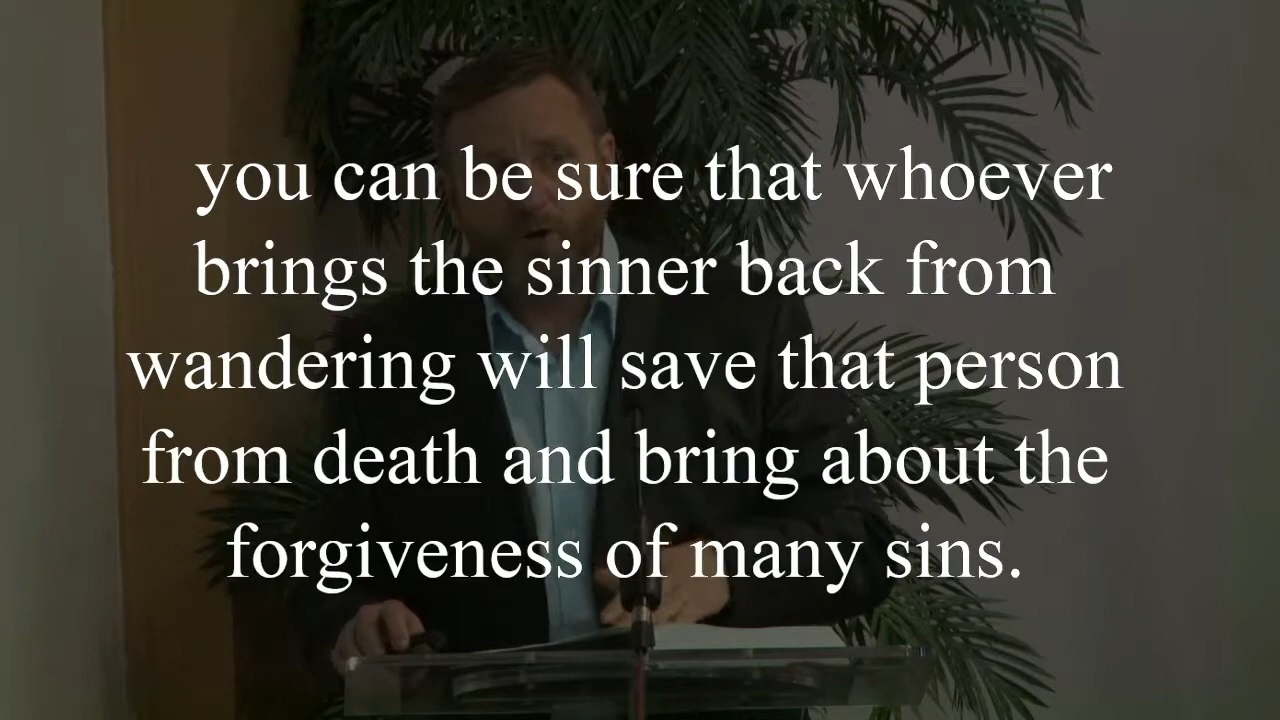 you can be sure that whoever
brings the sinner back from
wandering will save that person
from death and bring about the
forgiveness of many sins.